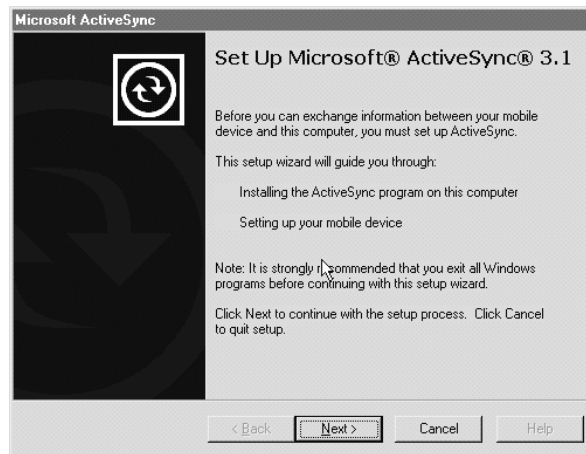 Microsoft ActiveSync
Set Up Microsoft® ActiveSync® 3.1
Before you can exchange information between your mobile
device and this computer, you must set up ActiveSync.
This setup wizard will guide you through:
Installing the ActiveSync program on this computer
Setting up your mobile device
Note: It is strongly recommended that you exit all Windows
programs before continuing with this setup wizard.
Click Next to continue with the setup process. Click Cancel
to quit setup.
< Back Next > Cancel Help